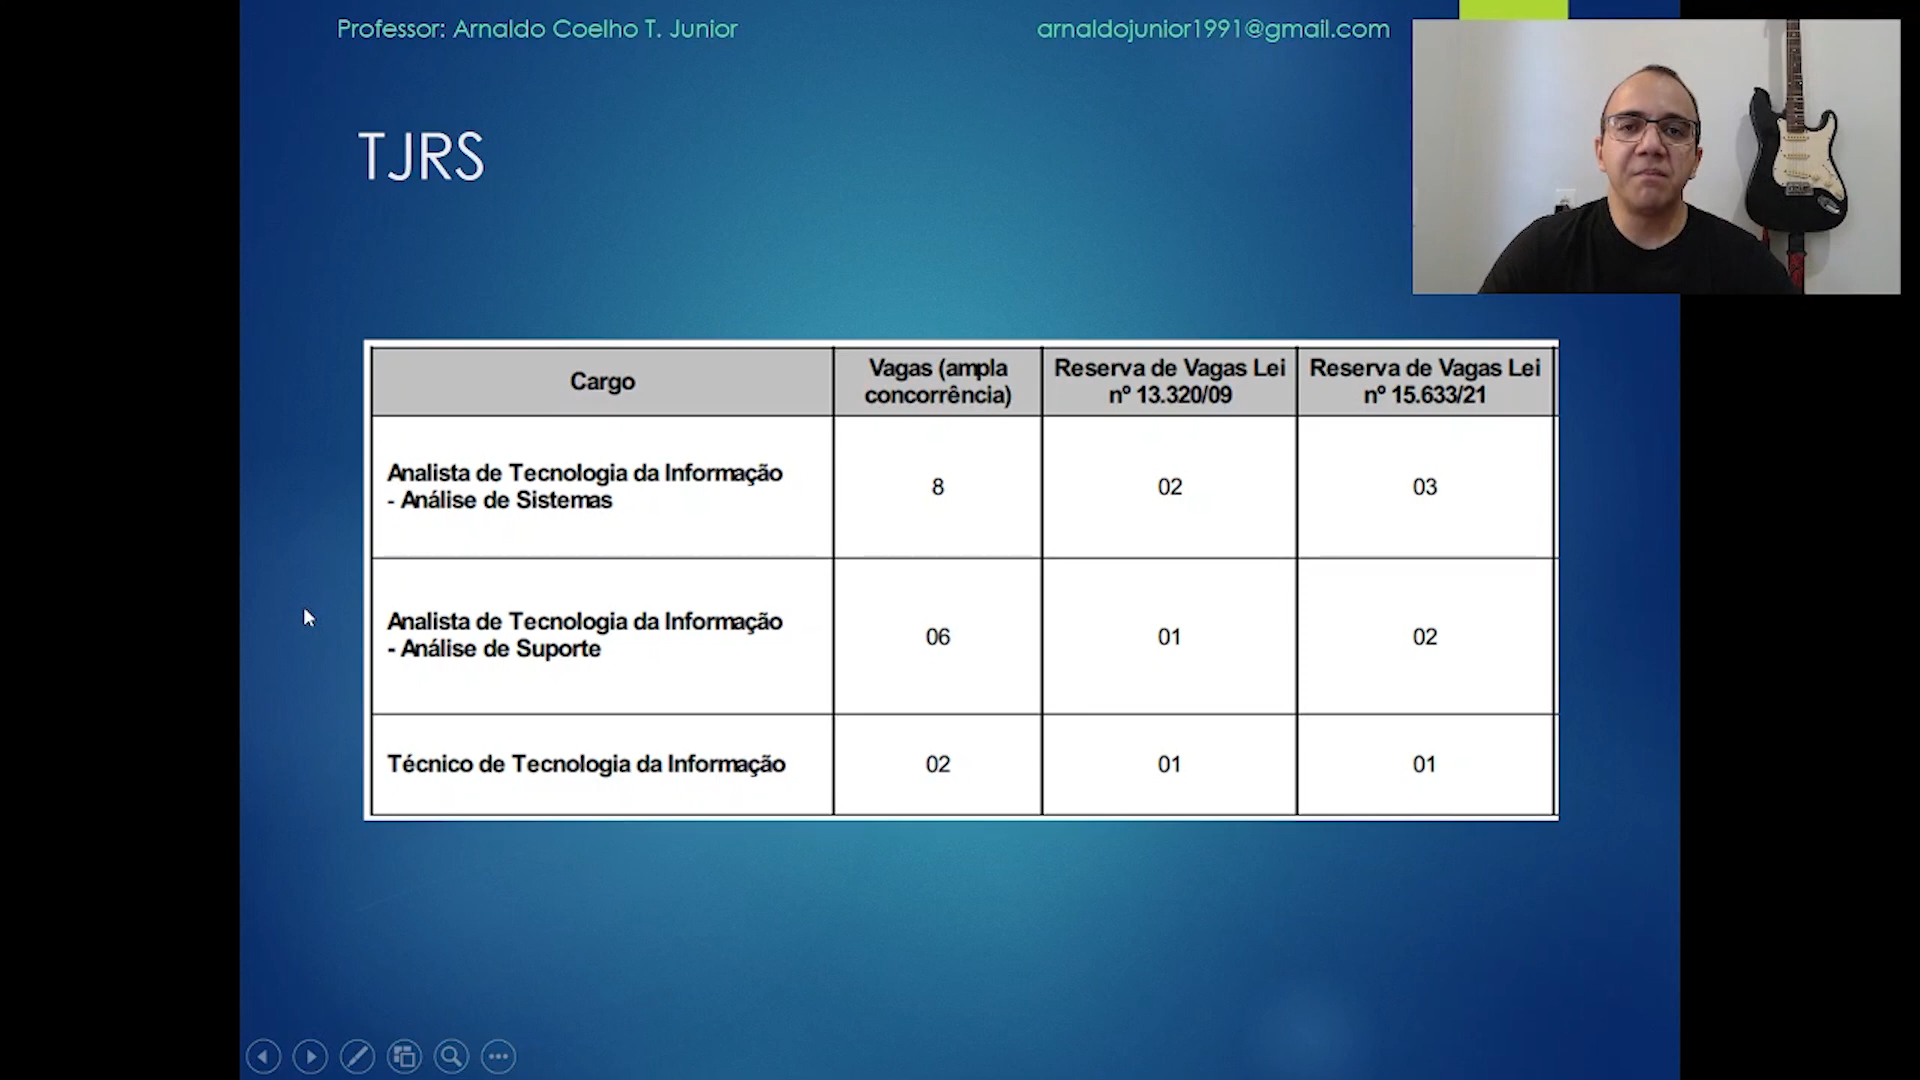 Professor: Arnaldo Coelho T. Junior
arnaldojunior1991@gmail.com
TJRS
Cargo
Vagas (ampla
concorrência)
Reserva de Vagas Lei
nº 13.320/09
Reserva de Vagas Lei
nº 15.633/21
Analista de Tecnologia da Informação
- Análise de Sistemas
8
02
03
Analista de Tecnologia da Informação
- Análise de Suporte
06
01
02
Técnico de Tecnologia da Informação
02
01
01